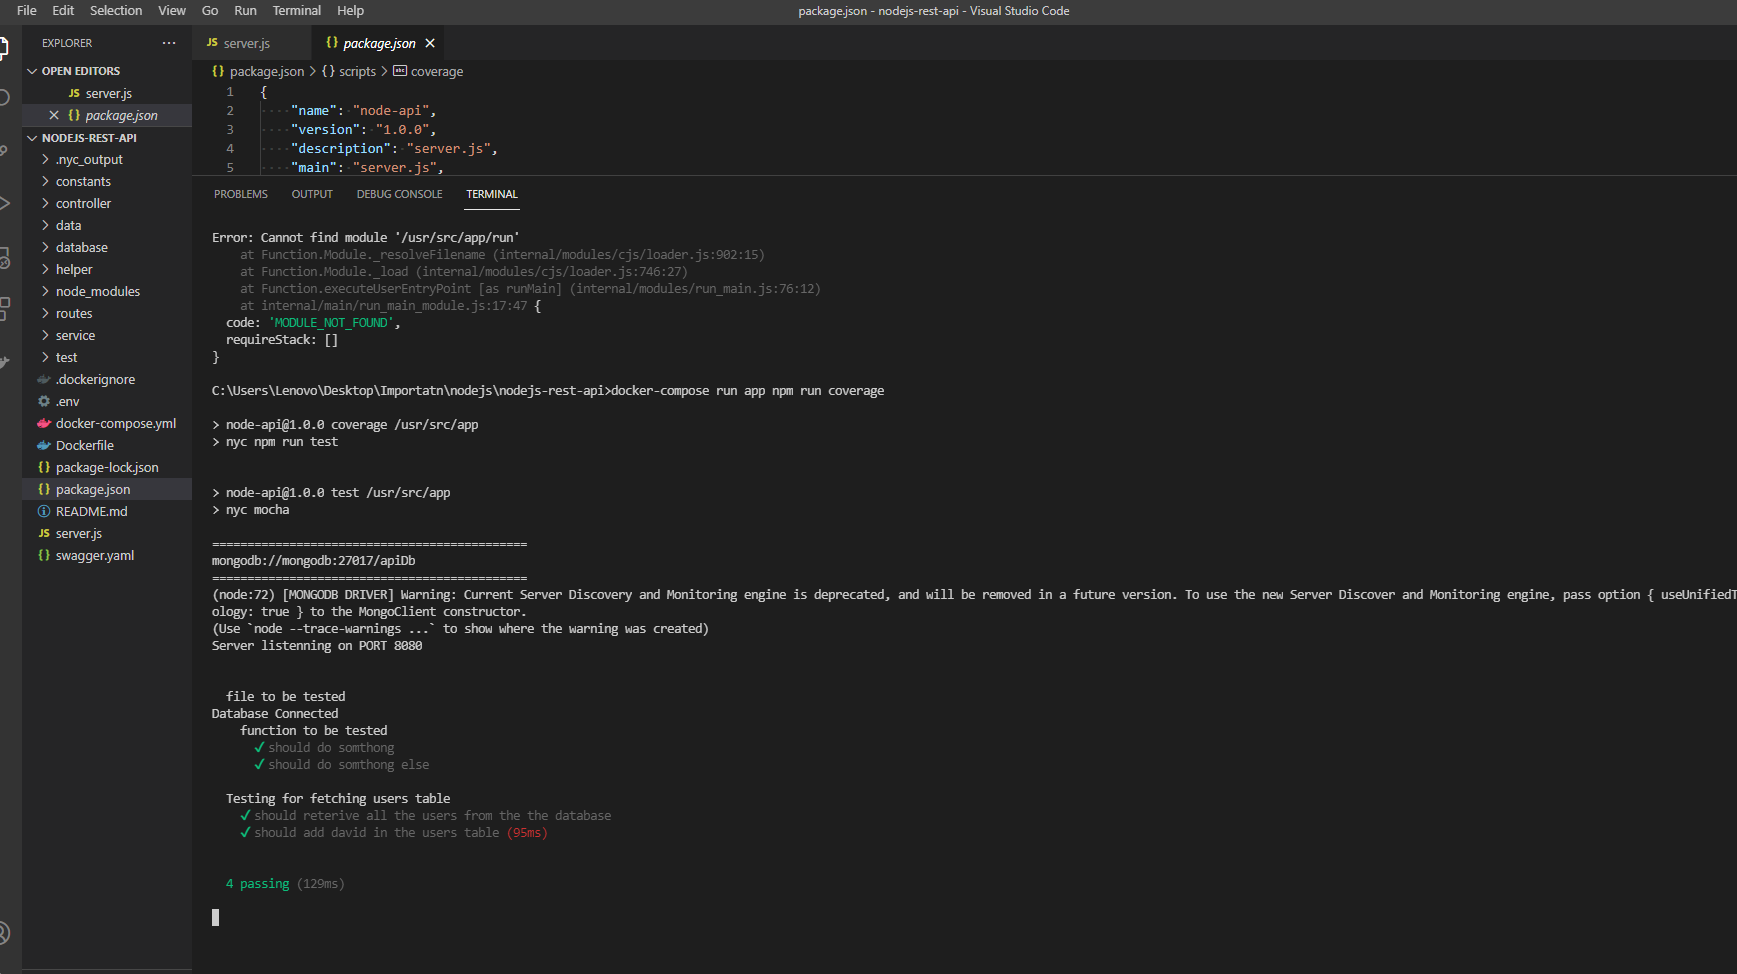 File Edit Selection View Go Run Terminal Help
package.json - nodejs-rest-api - Visual Studio Code
EXPLORER ···
OPEN EDITORS
JS server.js
{} package.json
NODEJS-REST-API
.nyc_output
constants
controller
data
database
helper
node_modules
routes
service
test
.dockerignore
.env
docker-compose.yml
Dockerfile
{} package-lock.json
{} package.json
README.md
JS server.js
{} swagger.yaml
JS server.js {} package.json
{} package.json > {} scripts > abc coverage
1 {
2 "name": "node-api",
3 "version": "1.0.0",
4 "description": "server.js",
5 "main": "server.js",
PROBLEMS OUTPUT DEBUG CONSOLE TERMINAL
Error: Cannot find module '/usr/src/app/run'
at Function.Module._resolveFilename (internal/modules/cjs/loader.js:902:15)
at Function.Module._load (internal/modules/cjs/loader.js:746:27)
at Function.executeUserEntryPoint [as runMain] (internal/modules/run_main.js:76:12)
at internal/main/run_main_module.js:17:47 {
code: 'MODULE_NOT_FOUND',
requireStack: []
}
C:\Users\Lenovo\Desktop\Importatn\nodejs\nodejs-rest-api>docker-compose run app npm run coverage
> node-api@1.0.0 coverage /usr/src/app
> nyc npm run test
> node-api@1.0.0 test /usr/src/app
> nyc mocha
=============================================
mongodb://mongodb:27017/apiDb
=============================================
(node:72) [MONGODB DRIVER] Warning: Current Server Discovery and Monitoring engine is deprecated, and will be removed in a future version. To use the new Server Discover and Monitoring engine, pass option { useUnifiedT
ology: true } to the MongoClient constructor.
(Use `node --trace-warnings ...` to show where the warning was created)
Server listenning on PORT 8080
file to be tested
Database Connected
function to be tested
✓ should do somthong
✓ should do somthong else
Testing for fetching users table
✓ should reterive all the users from the the database
✓ should add david in the users table (95ms)
4 passing (129ms)